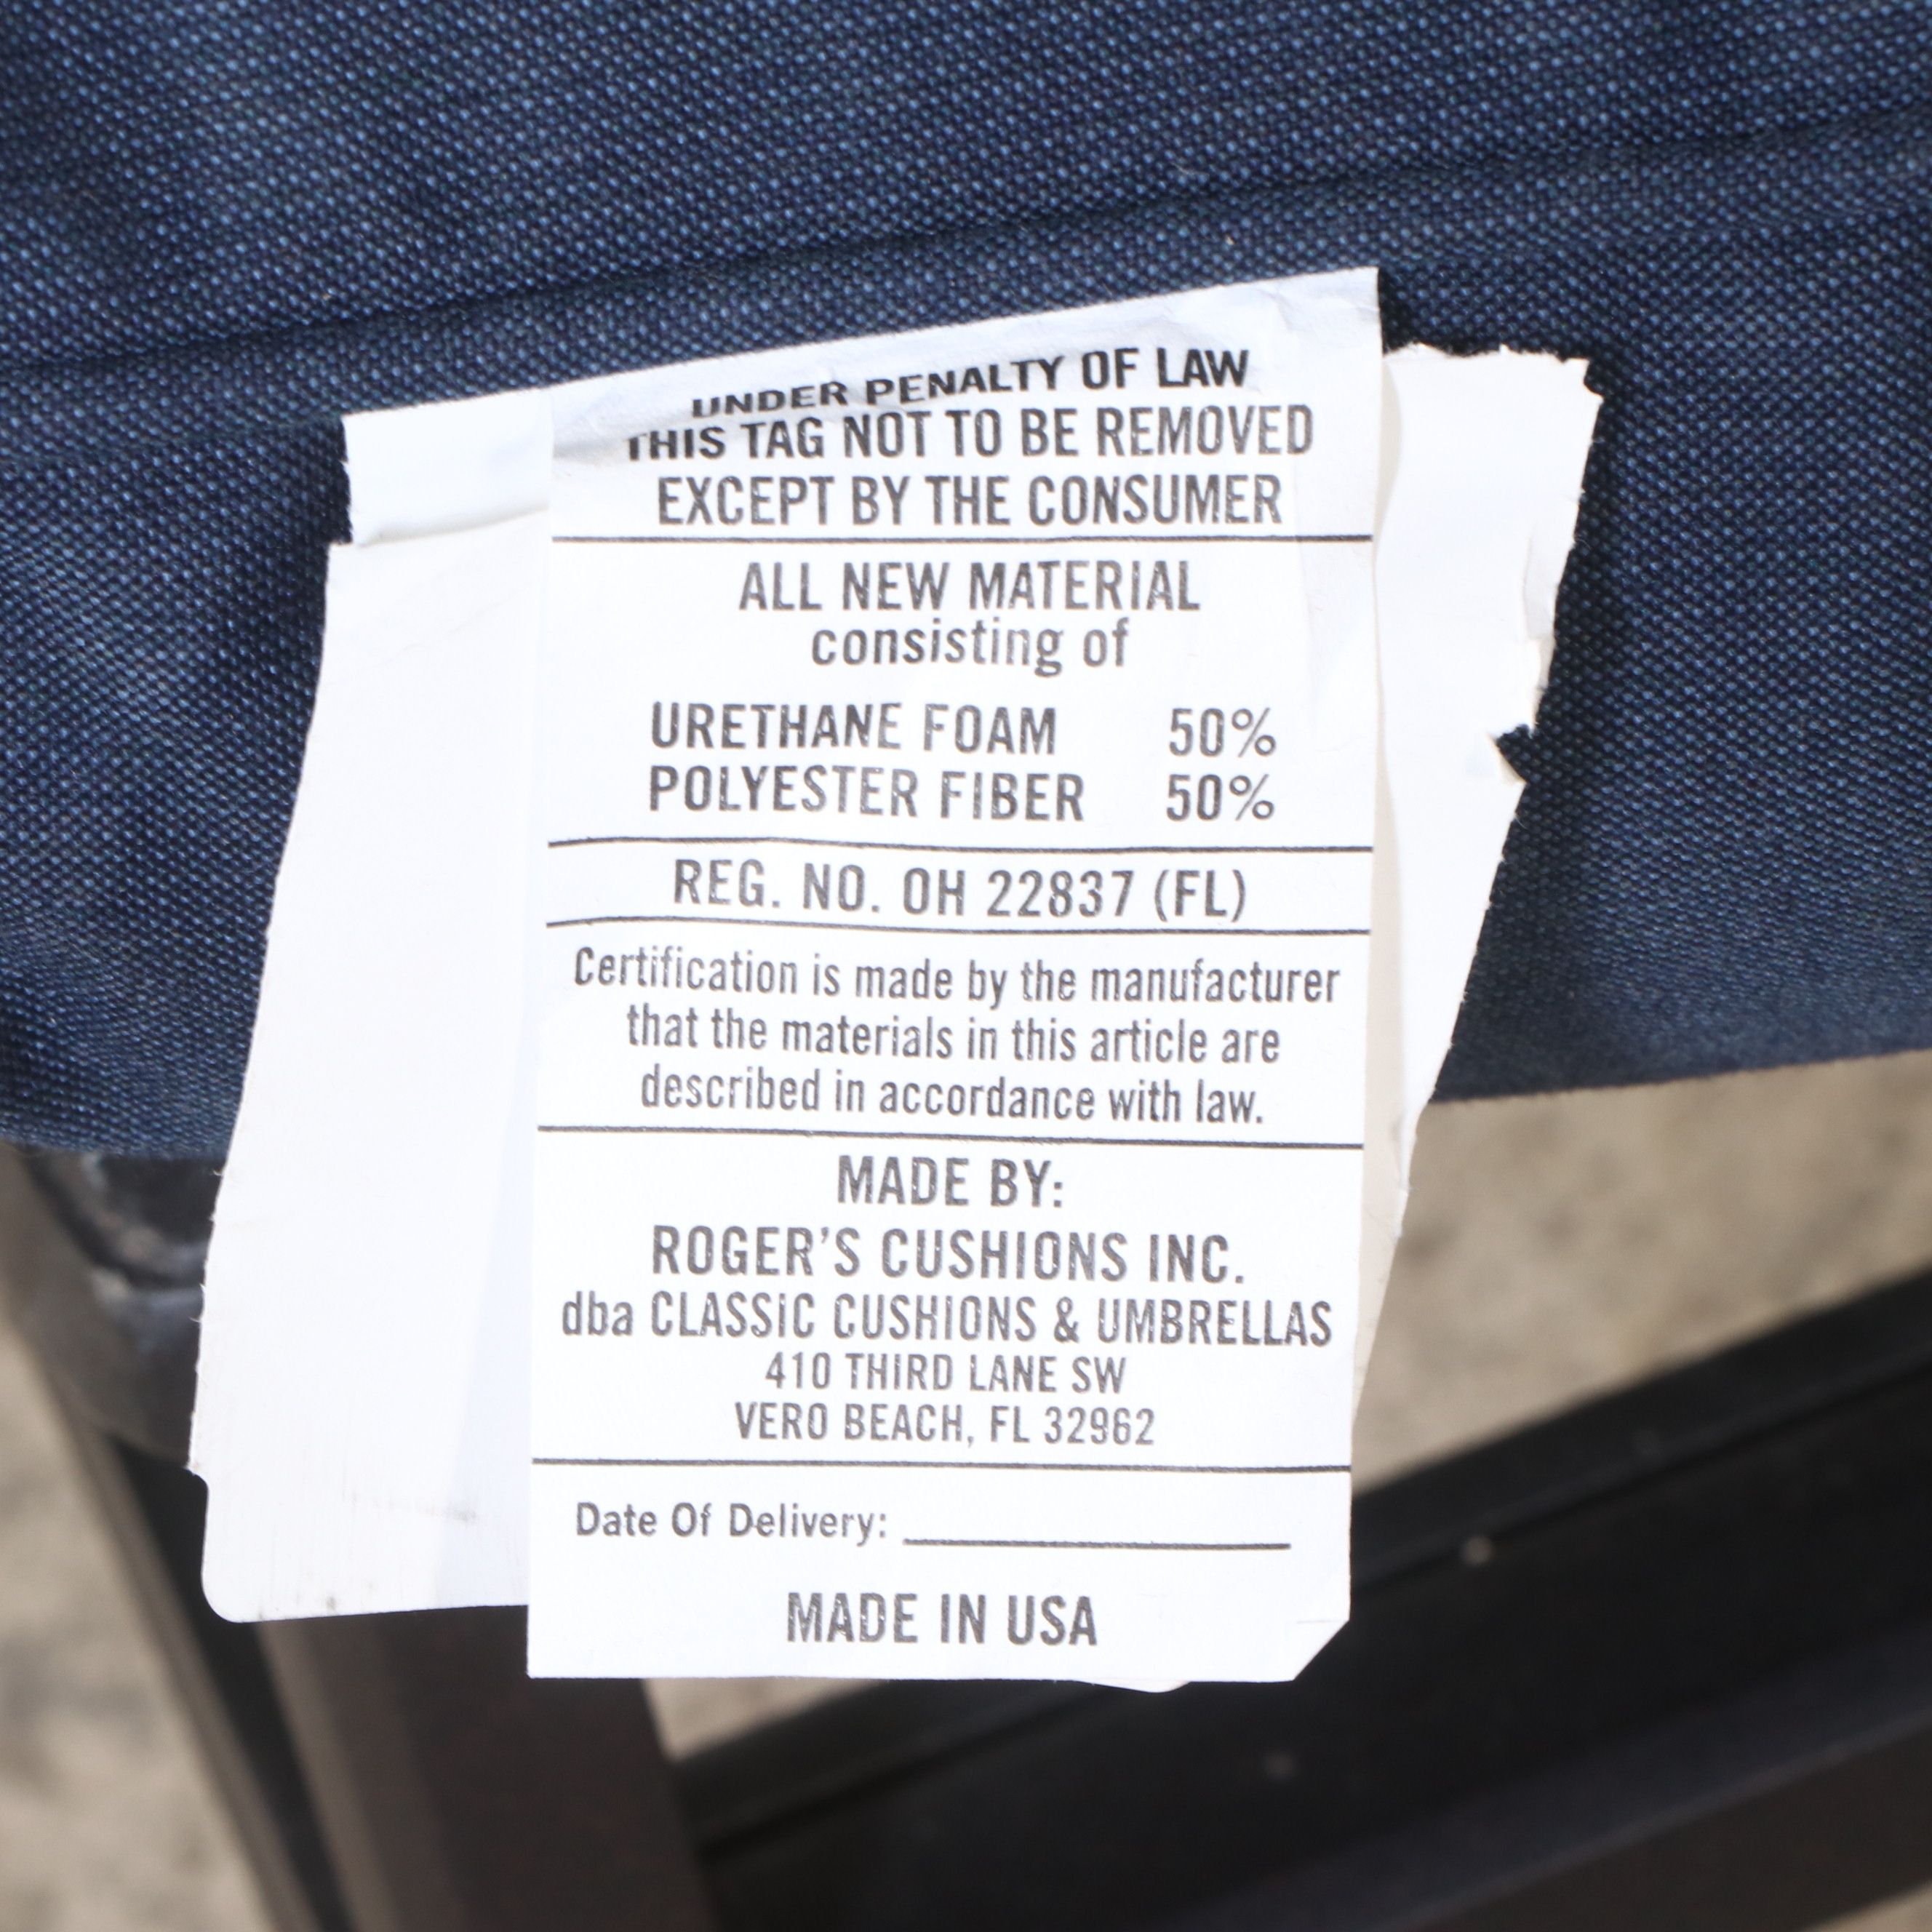 UNDER PENALTY OF LAW
THIS TAG NOT TO BE REMOVED
EXCEPT BY THE CONSUMER
ALL NEW MATERIAL
consisting of
URETHANE FOAM 50%
POLYESTER FIBER 50%
REG. NO. OH 22837 (FL)
Certification is made by the manufacturer
that the materials in this article are
described in accordance with law.
MADE BY:
ROGER'S CUSHIONS INC.
dba CLASSIC CUSHIONS & UMBRELLAS
410 THIRD LANE SW
VERO BEACH, FL 32962
Date Of Delivery:
MADE IN USA